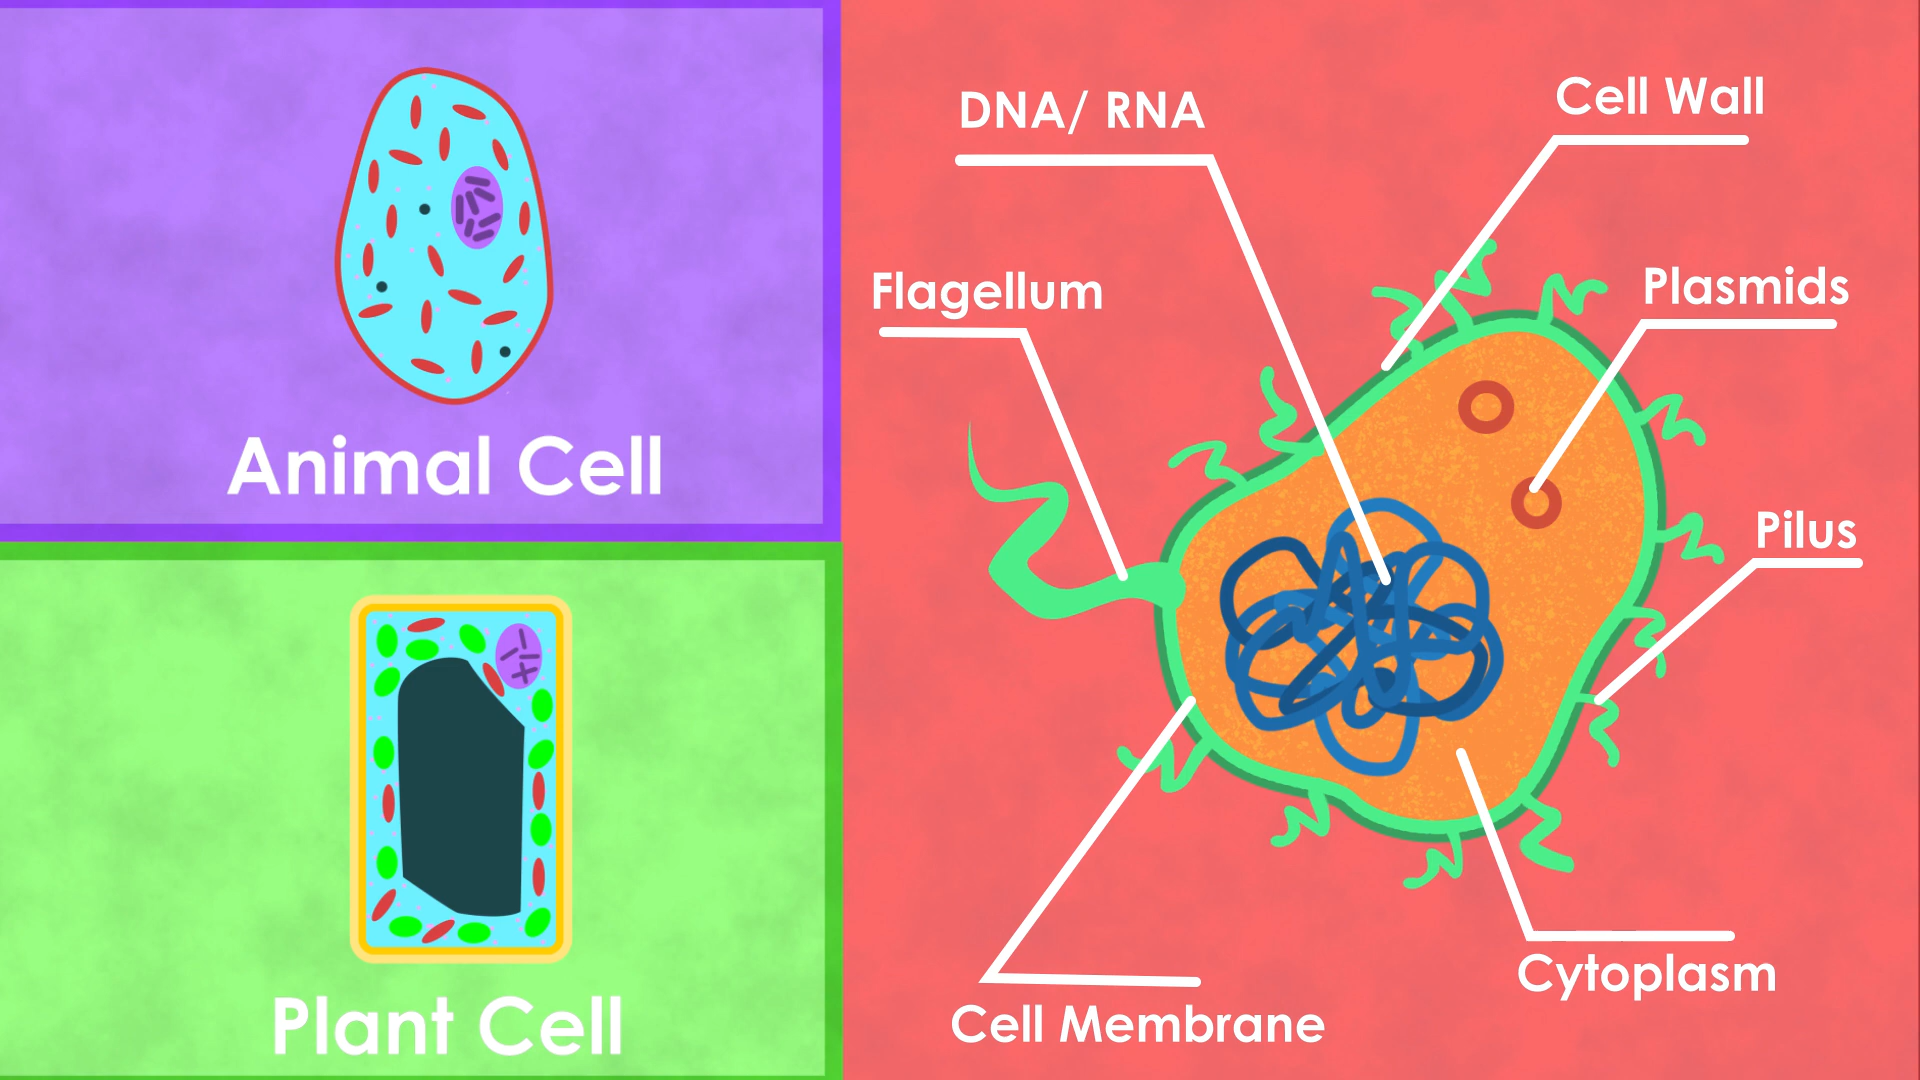 Animal Cell
Plant Cell
DNA/ RNA
Cell Wall
Flagellum
Plasmids
Pilus
Cytoplasm
Cell Membrane